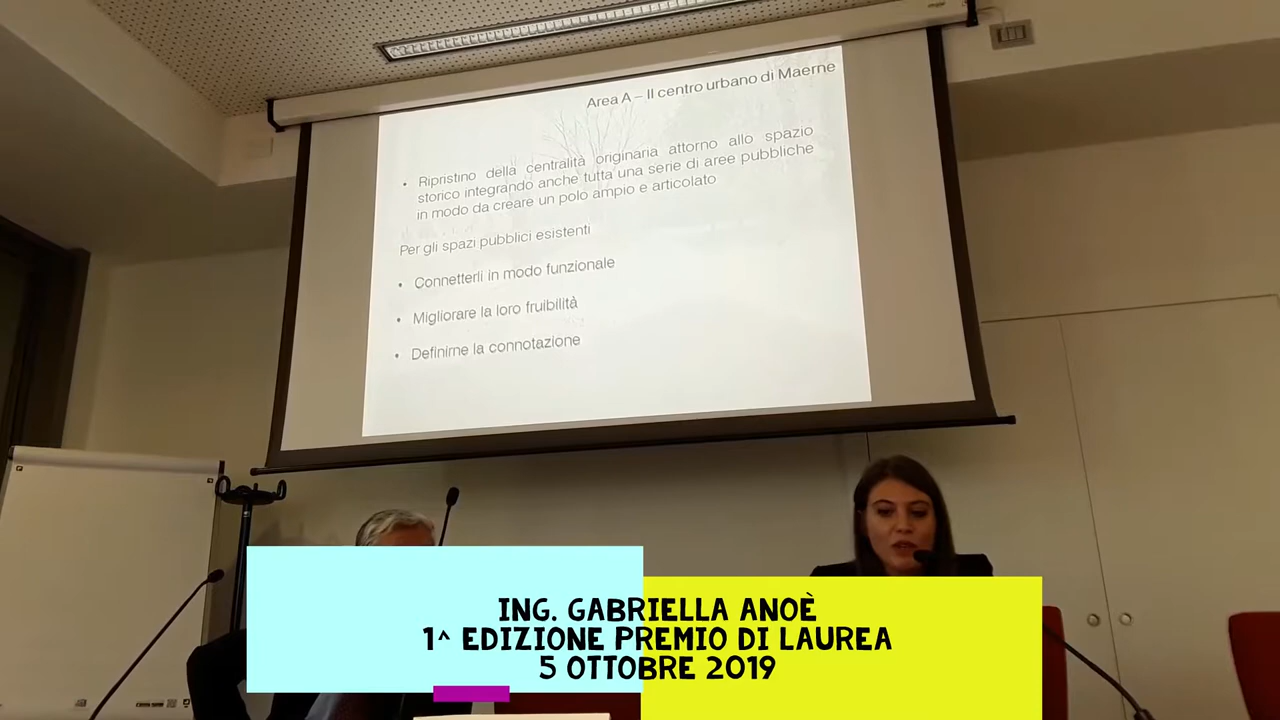 Area A – Il centro urbano di Maerne
• Ripristino della centralità originaria attorno allo spazio
storico integrando anche tutta una serie di aree pubbliche
in modo da creare un polo ampio e articolato
Per gli spazi pubblici esistenti
• Connetterli in modo funzionale
• Migliorare la loro fruibilità
• Definirne la connotazione
ING. GABRIELLA ANOÈ
1^ EDIZIONE PREMIO DI LAUREA
5 OTTOBRE 2019